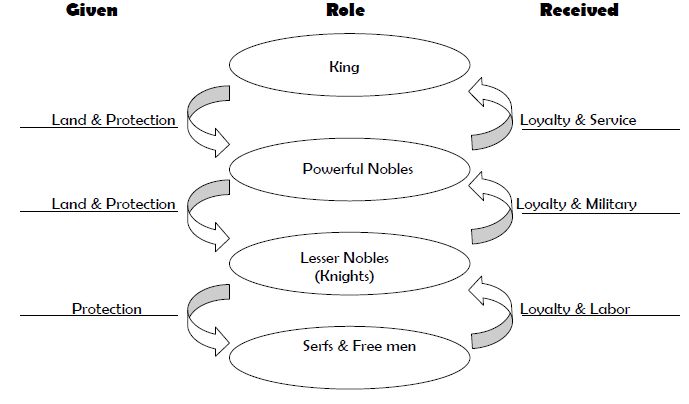 Given Role Received
King
Land & Protection Loyalty & Service
Powerful Nobles
Land & Protection Loyalty & Military
Lesser Nobles
(Knights)
Protection Loyalty & Labor
Serfs & Free men